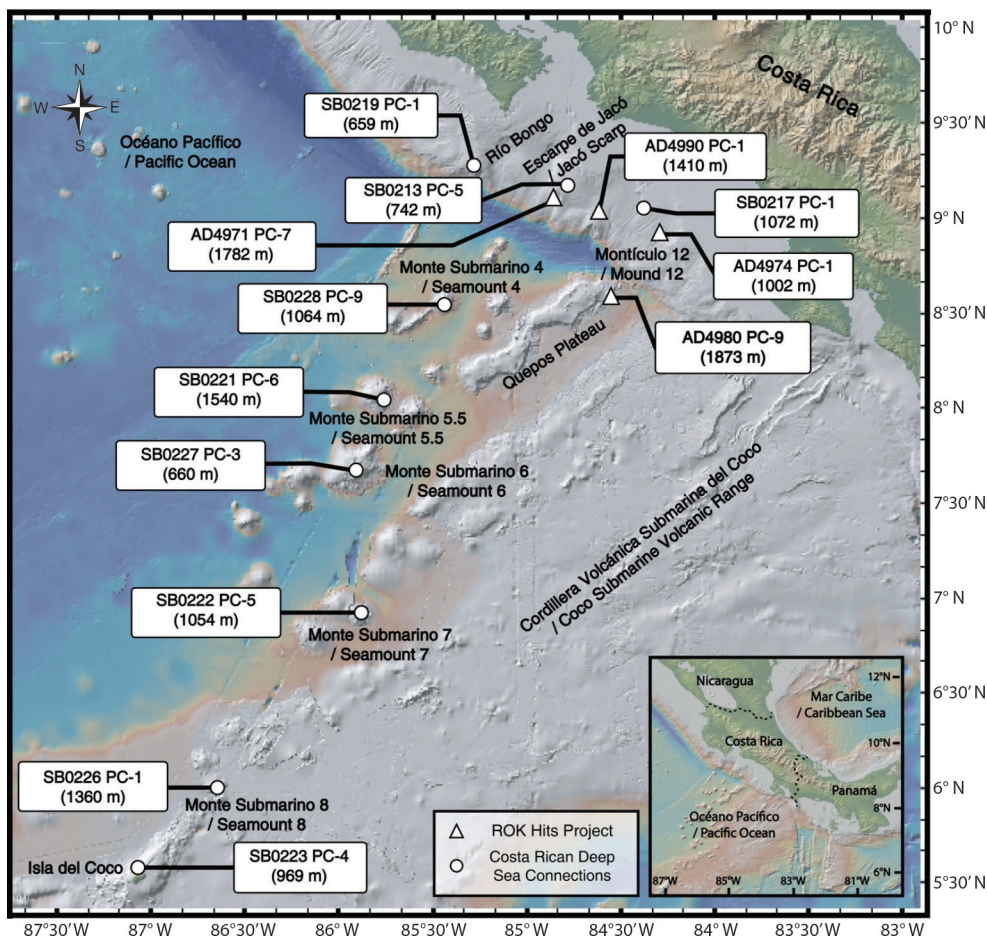 10° N
9°30′ N
9° N
8°30′ N
8° N
7°30′ N
7° N
6°30′ N
6° N
5°30′ N
N
W E
S
Océano Pacífico
/ Pacific Ocean
Costa Rica
SB0219 PC-1
(659 m)
Río Bongo
Escarpe de Jacó
/ Jacó Scarp
AD4990 PC-1
(1410 m)
SB0213 PC-5
(742 m)
SB0217 PC-1
(1072 m)
AD4971 PC-7
(1782 m)
Montículo 12
/ Mound 12
AD4974 PC-1
(1002 m)
Monte Submarino 4
/ Seamount 4
SB0228 PC-9
(1064 m)
Quepos Plateau
AD4980 PC-9
(1873 m)
SB0221 PC-6
(1540 m)
Monte Submarino 5.5
/ Seamount 5.5
SB0227 PC-3
(660 m)
Monte Submarino 6
/ Seamount 6
Cordillera Volcánica Submarina del Coco
/ Coco Submarine Volcanic Range
SB0222 PC-5
(1054 m)
Monte Submarino 7
/ Seamount 7
SB0226 PC-1
(1360 m)
Monte Submarino 8
/ Seamount 8
Isla del Coco
SB0223 PC-4
(969 m)
ROK Hits Project
Costa Rican Deep
Sea Connections
Nicaragua
12°N
Mar Caribe
/ Caribbean Sea
Costa Rica
10°N
Panamá
8°N
Océano Pacífico
/ Pacific Ocean
6°N
87°W 85°W 83°W 81°W
87°30′ W 87° W 86°30′ W 86° W 85°30′ W 85° W 84°30′ W 84° W 83°30′ W 83° W